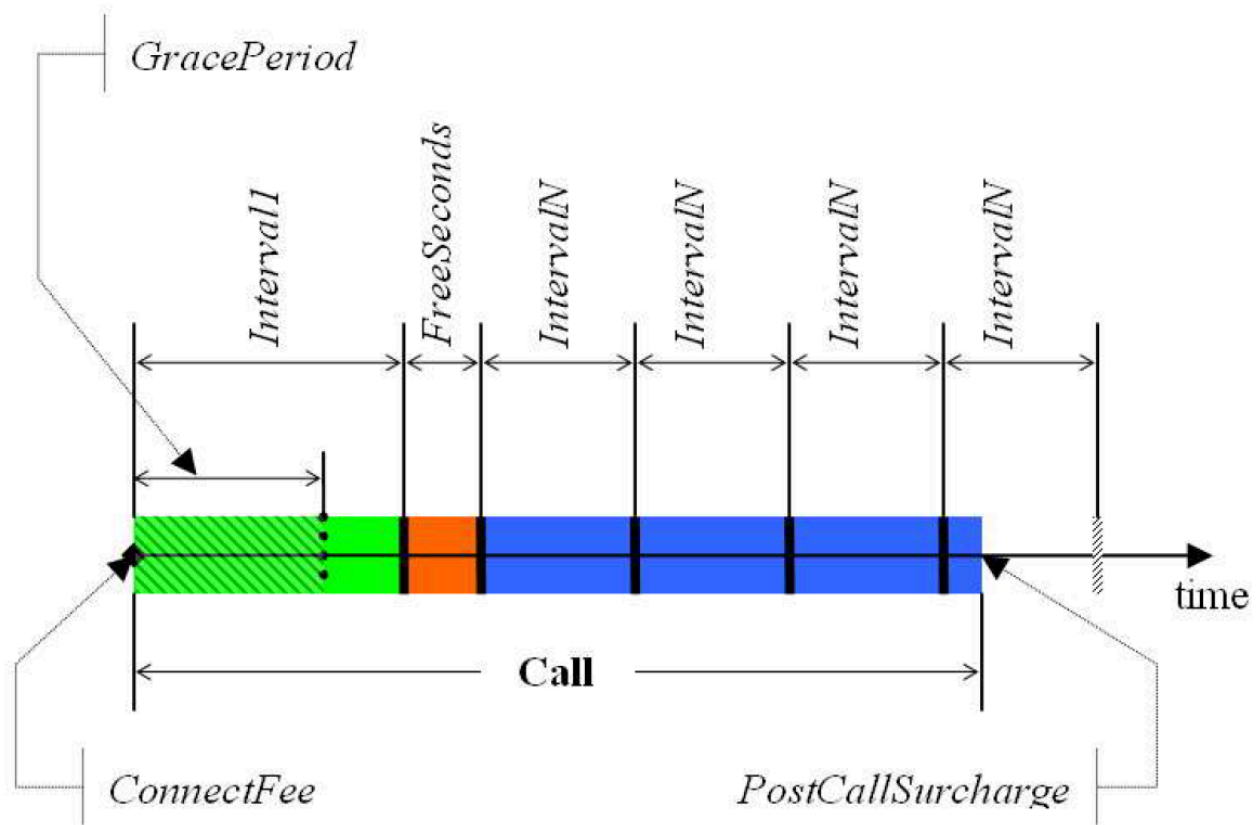 GracePeriod
Interval1
FreeSeconds
IntervalN
IntervalN
IntervalN
IntervalN
time
Call
ConnectFee
PostCallSurcharge